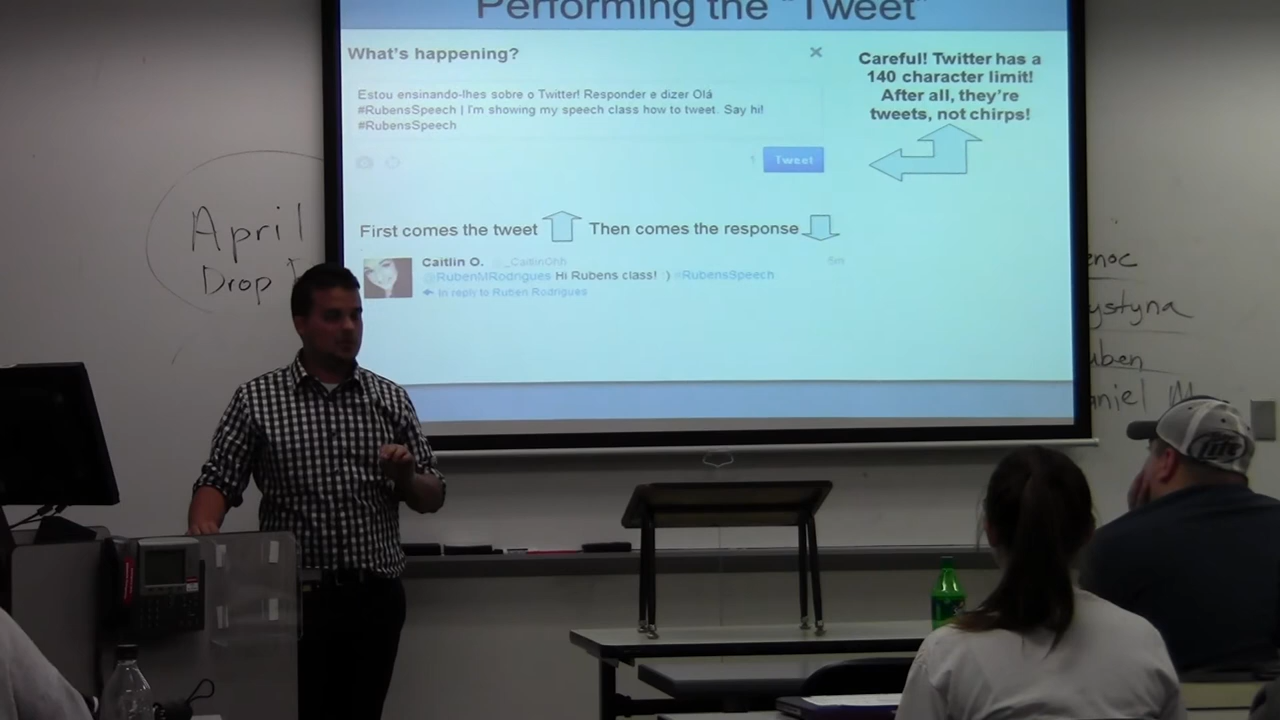 Performing the "Tweet"
What's happening?
×
Estou ensinando-lhes sobre o Twitter! Responder e dizer Olá
#RubensSpeech | I'm showing my speech class how to tweet. Say hi!
#RubensSpeech
1
Tweet
Careful! Twitter has a
140 character limit!
After all, they're
tweets, not chirps!
First comes the tweet
Then comes the response
Caitlin O.
@RubenMRodrigues Hi Rubens class! :) #RubensSpeech
In reply to Ruben Rodrigues
April
Drop
enoc
ystyna
uben
aniel M
Lite